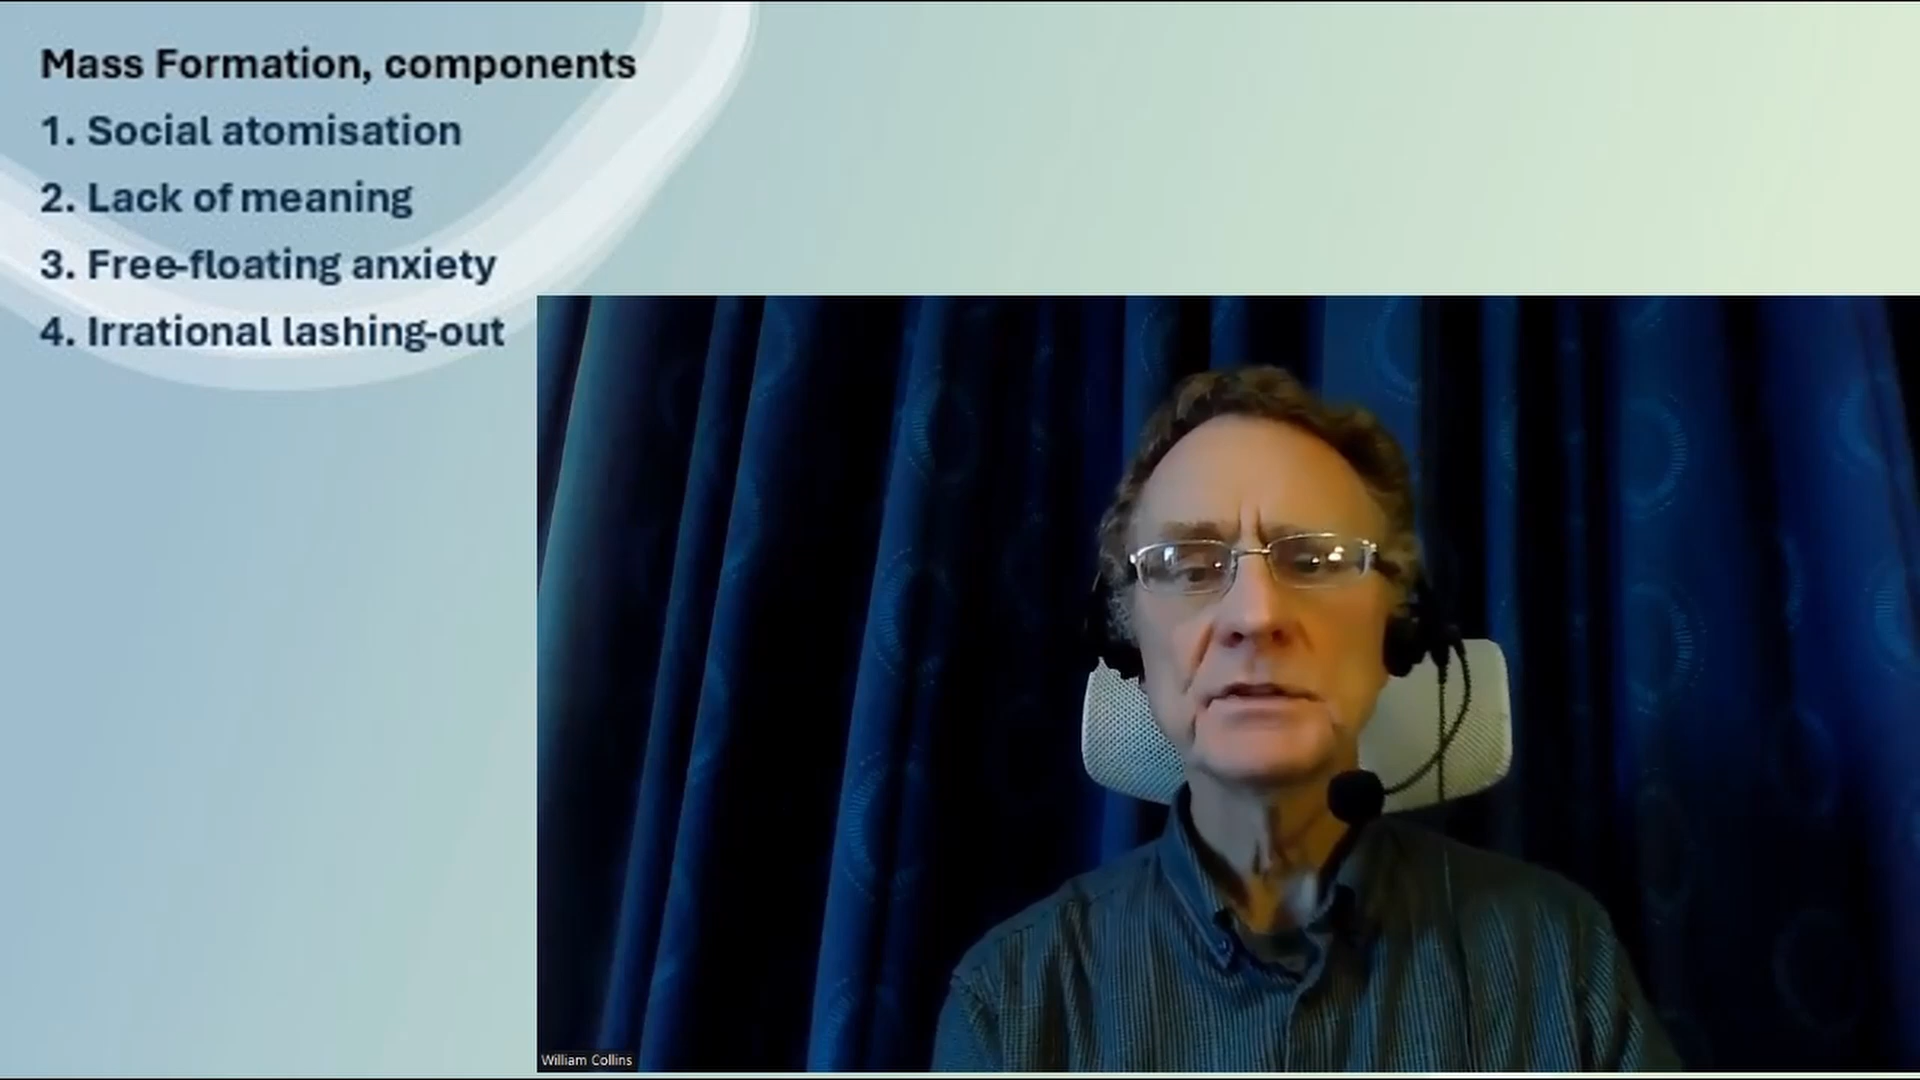 Mass Formation, components
1. Social atomisation
2. Lack of meaning
3. Free-floating anxiety
4. Irrational lashing-out
William Collins